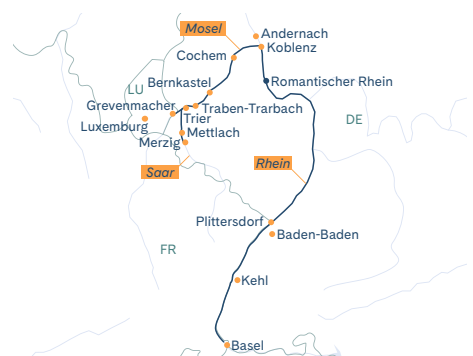 Mosel
Andernach
Koblenz
Cochem
Bernkastel
Romantischer Rhein
LU
Grevenmacher
Traben-Trarbach
Trier
DE
Luxemburg
Mettlach
Merzig
Saar
Rhein
Plittersdorf
Baden-Baden
FR
Kehl
Basel